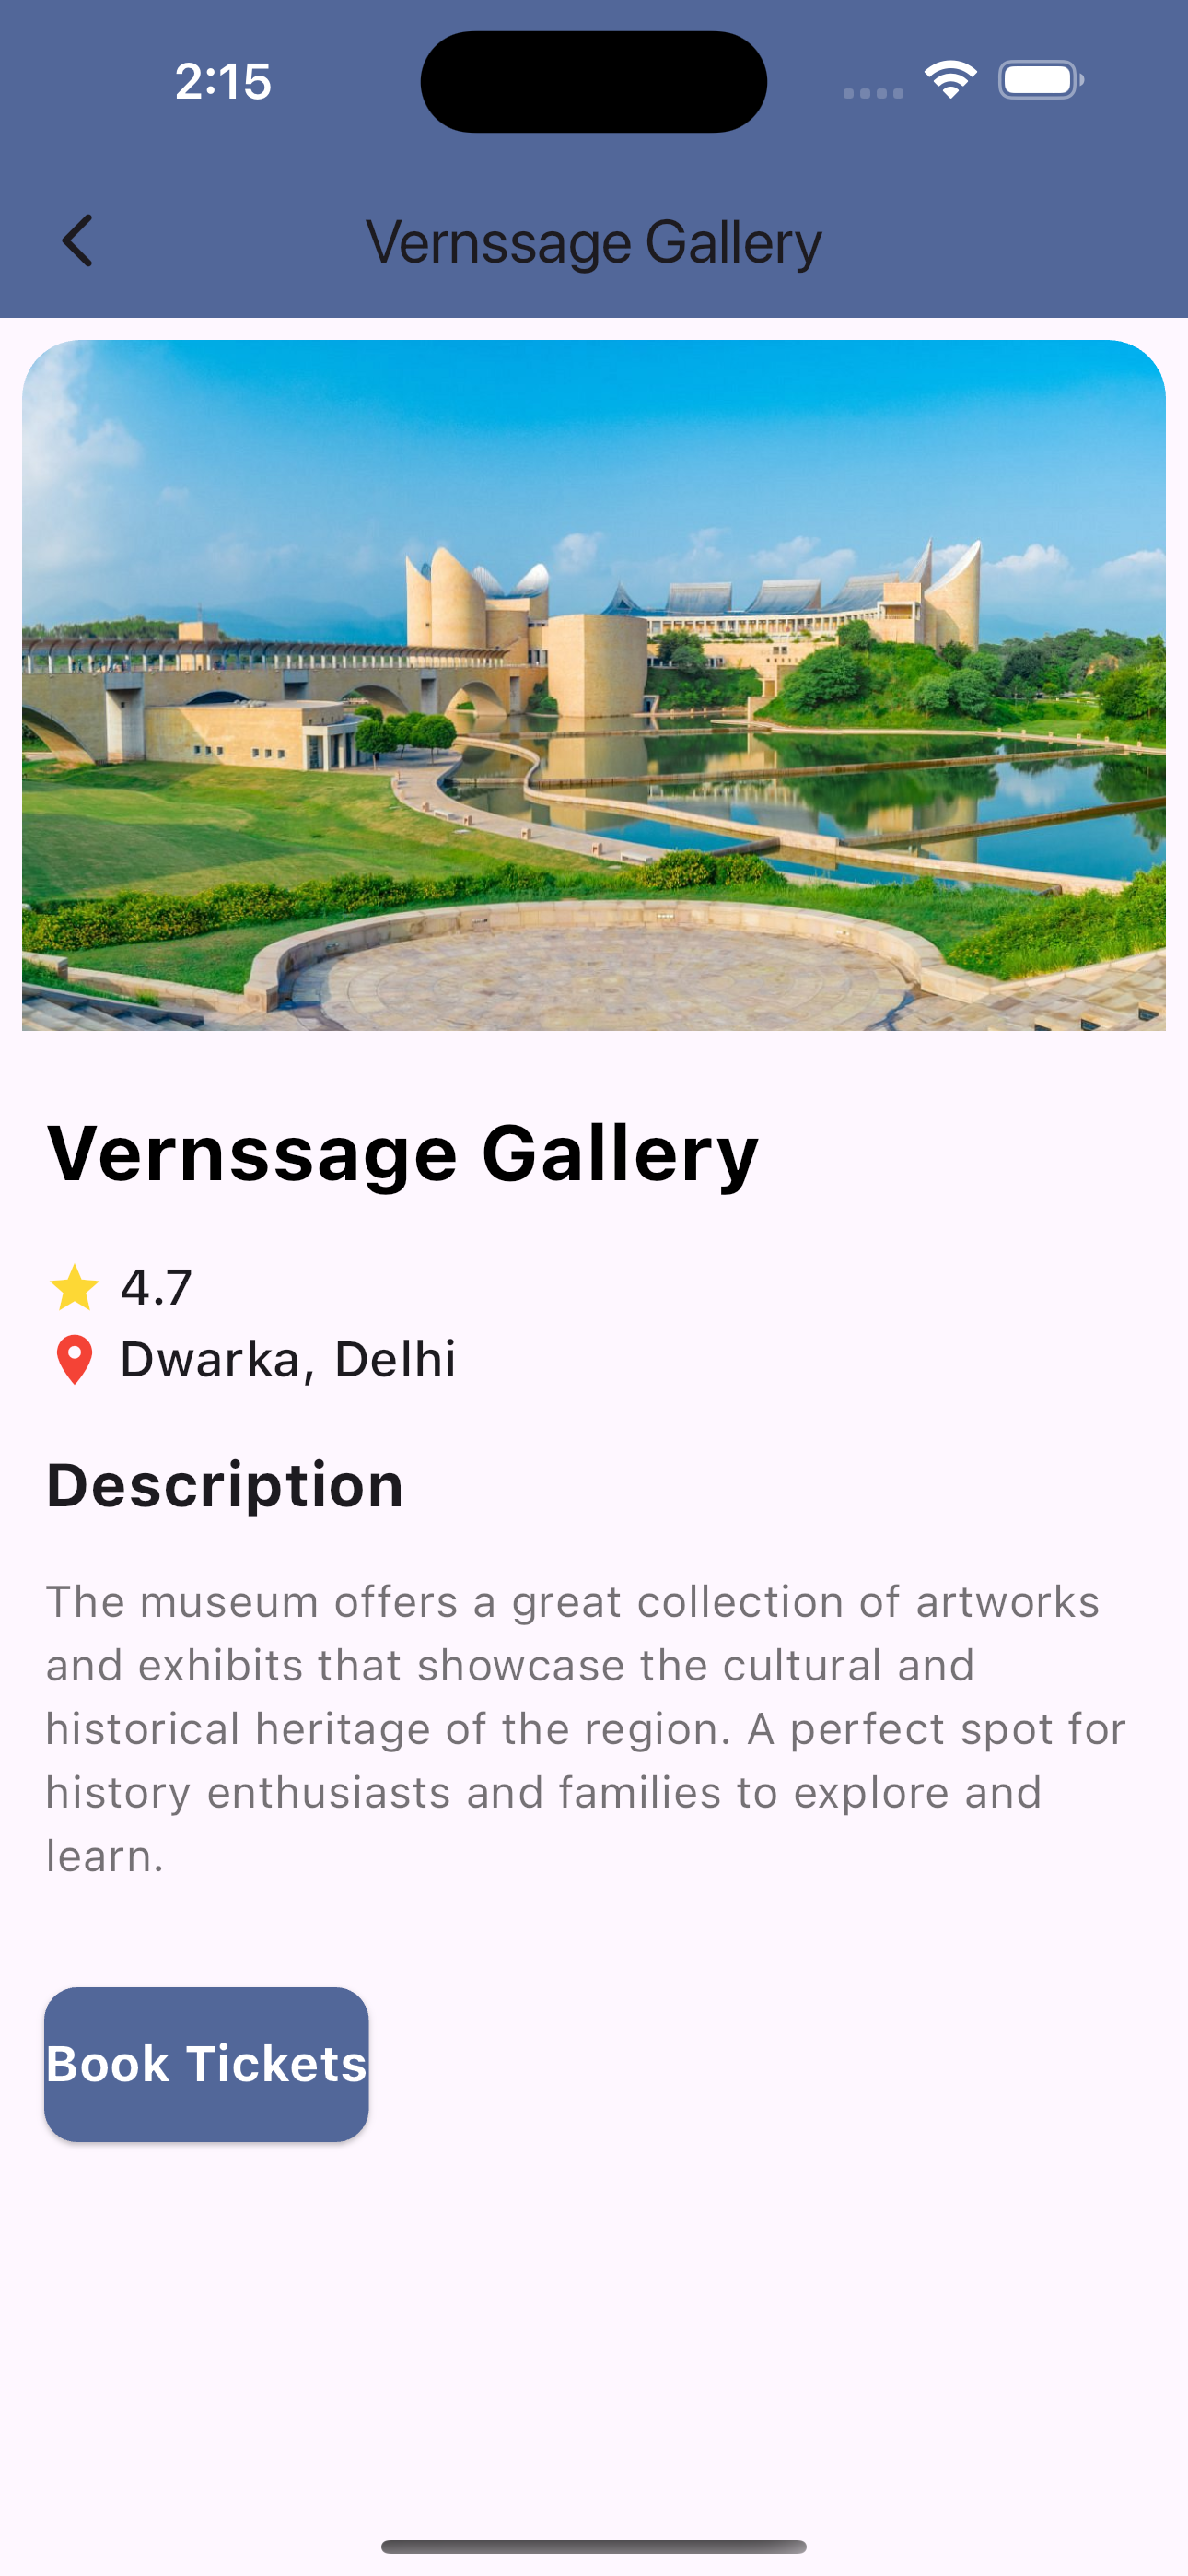 2:15
Vernssage Gallery
Vernssage Gallery
4.7
Dwarka, Delhi
Description
The museum offers a great collection of artworks
and exhibits that showcase the cultural and
historical heritage of the region. A perfect spot for
history enthusiasts and families to explore and
learn.
Book Tickets